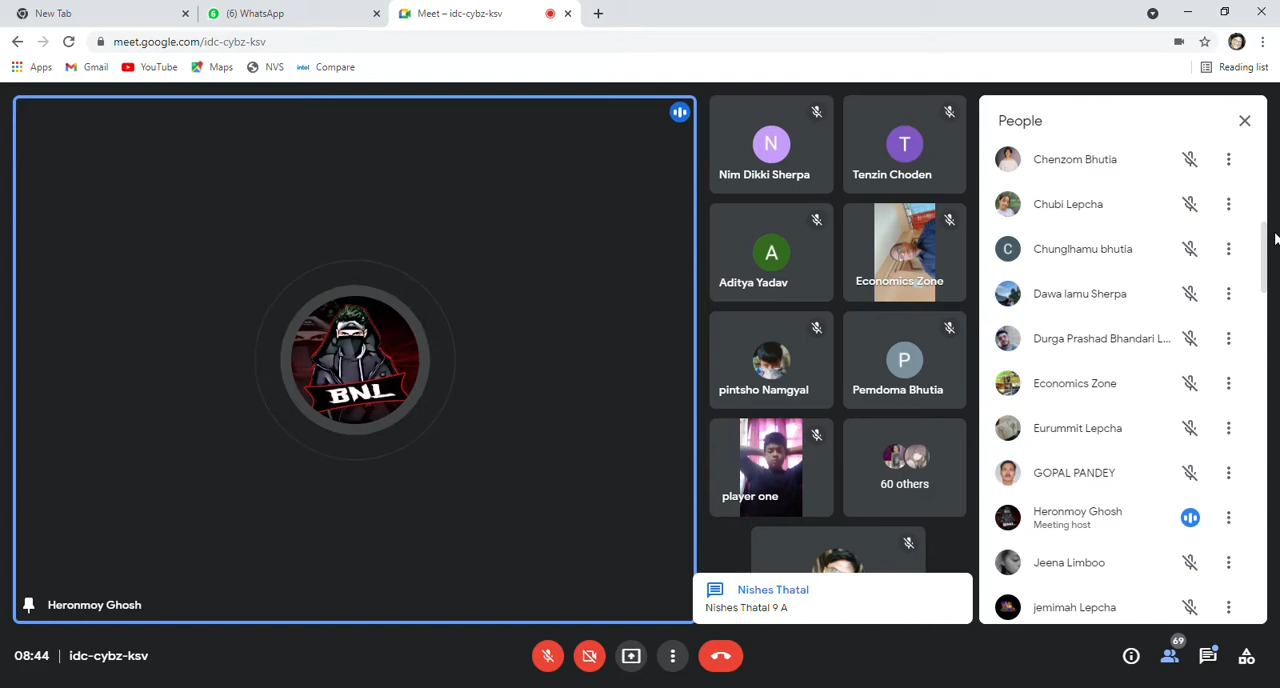 New Tab
(6) WhatsApp
Meet – idc-cybz-ksv
meet.google.com/idc-cybz-ksv
Apps
Gmail
YouTube
Maps
NVS
intel
Compare
Reading list
BNL
Heronmoy Ghosh
N
Nim Dikki Sherpa
T
Tenzin Choden
A
Aditya Yadav
Economics Zone
pintsho Namgyal
P
Pemdoma Bhutia
player one
60 others
Nishes Thatal
Nishes Thatal 9 A
People
Chenzom Bhutia
Chubi Lepcha
C
Chunglhamu bhutia
Dawa lamu Sherpa
Durga Prashad Bhandari L...
Economics Zone
Eurummit Lepcha
GOPAL PANDEY
Heronmoy Ghosh
Meeting host
Jeena Limboo
jemimah Lepcha
08:44 | idc-cybz-ksv
69